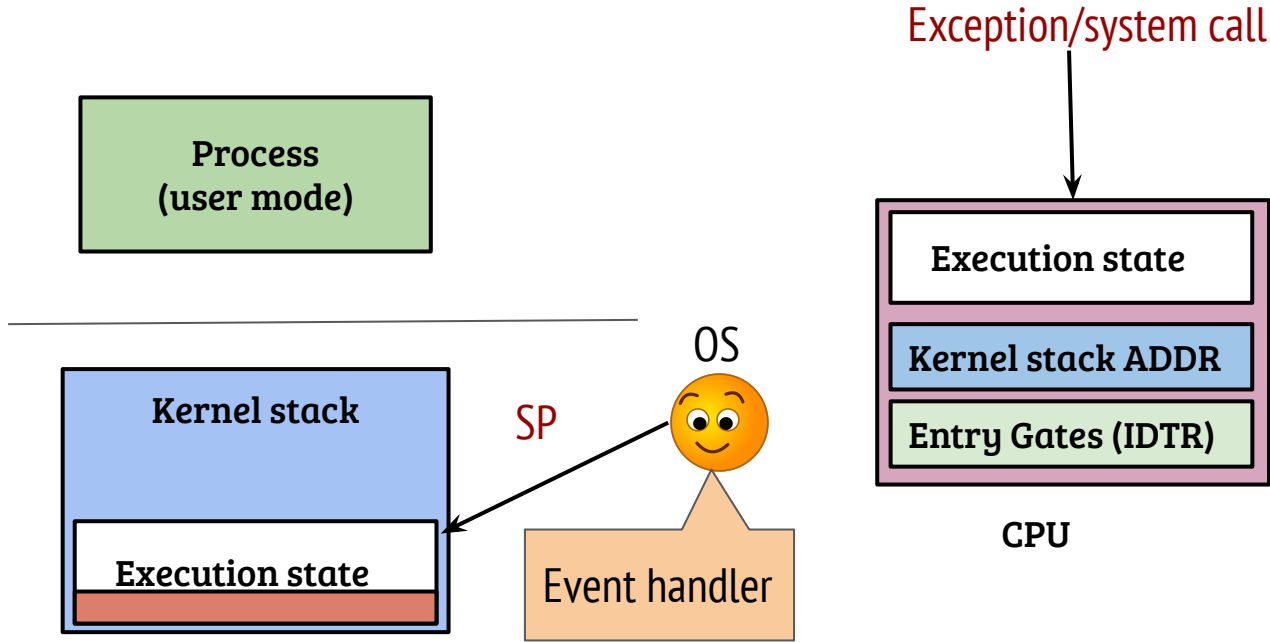 Exception/system call
Process
(user mode)
Execution state
Kernel stack ADDR
Entry Gates (IDTR)
CPU
OS
Kernel stack
SP
Execution state
Event handler